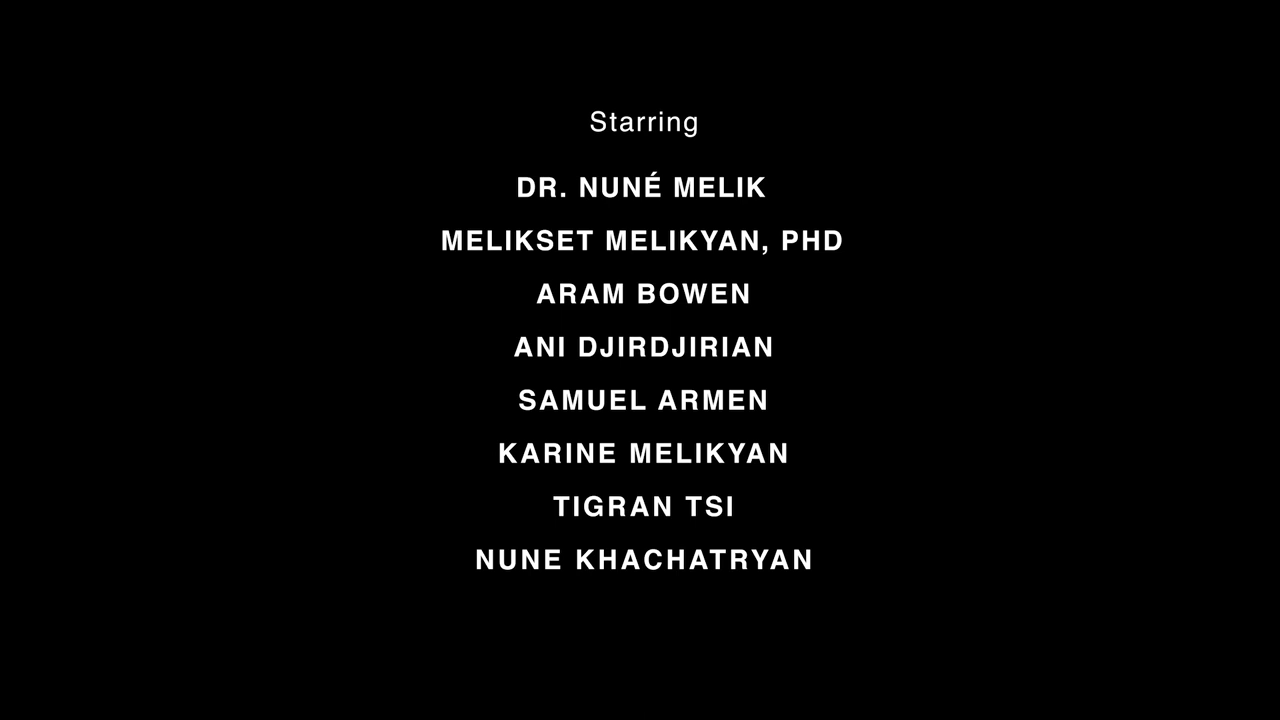 Starring
DR. NUNÉ MELIK
MELIKSET MELIKYAN, PHD
ARAM BOWEN
ANI DJIRDJIRIAN
SAMUEL ARMEN
KARINE MELIKYAN
TIGRAN TSI
NUNE KHACHATRYAN